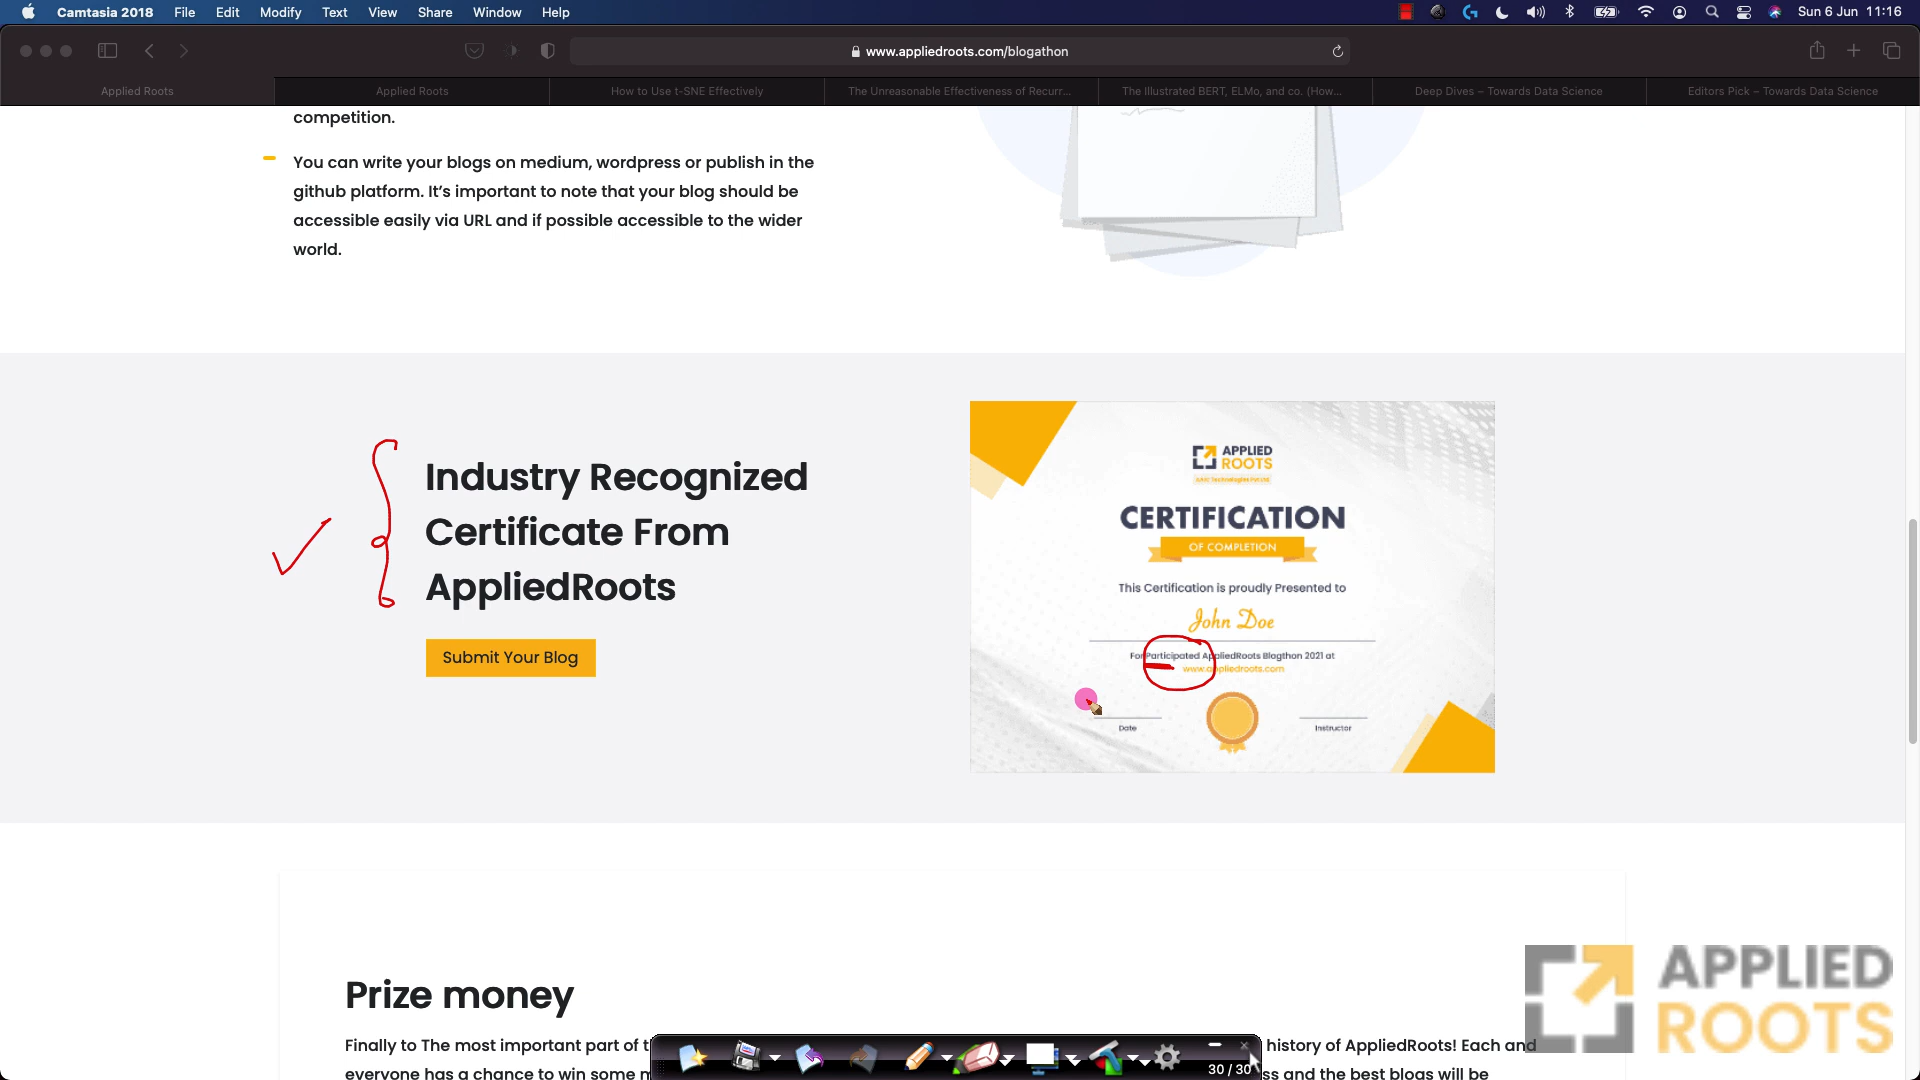 Camtasia 2018 File Edit Modify Text View Share Window Help Sun 6 Jun 11:16
www.appliedroots.com/blogathon
Applied Roots
Applied Roots
How to Use t-SNE Effectively
The Unreasonable Effectiveness of Recurr...
The Illustrated BERT, ELMo, and co. (How...
Deep Dives – Towards Data Science
Editors Pick – Towards Data Science
competition.
You can write your blogs on medium, wordpress or publish in the
github platform. It's important to note that your blog should be
accessible easily via URL and if possible accessible to the wider
world.
Industry Recognized
Certificate From
AppliedRoots
Submit Your Blog
APPLIED
ROOTS
CERTIFICATION
OF COMPLETION
This Certification is proudly Presented to
John Doe
For Participated AppliedRoots Blagthon 2021 at
www.appliedroots.com
Date
Instructor
Prize money
Finally to The most important part of t
history of AppliedRoots! Each and
everyone has a chance to win some m
ss and the best blogs will be
30 / 30
APPLIED
ROOTS